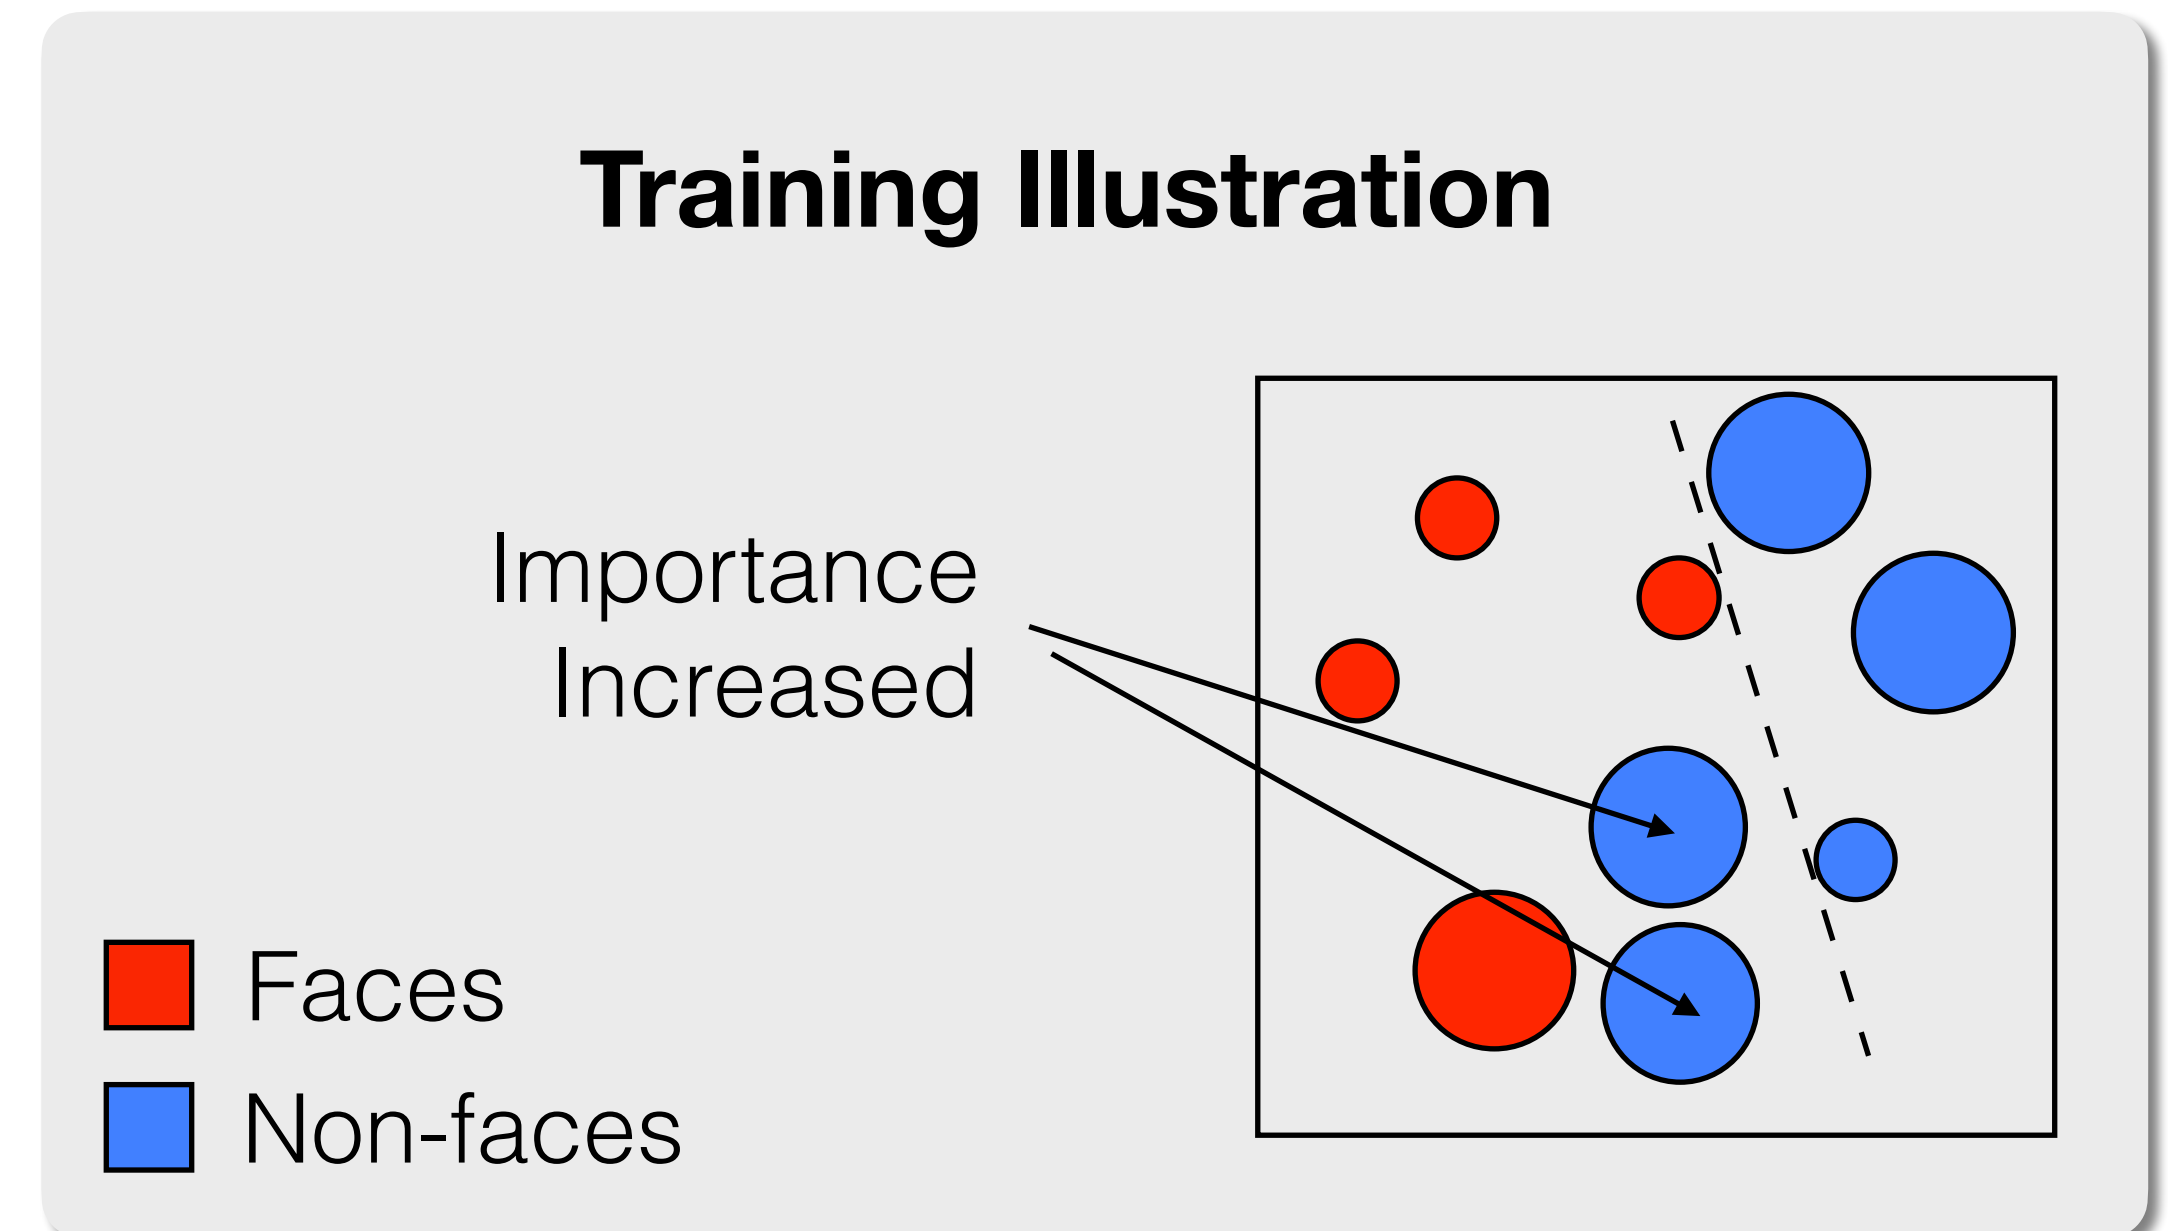 Training Illustration
Importance
Increased
Faces
Non-faces